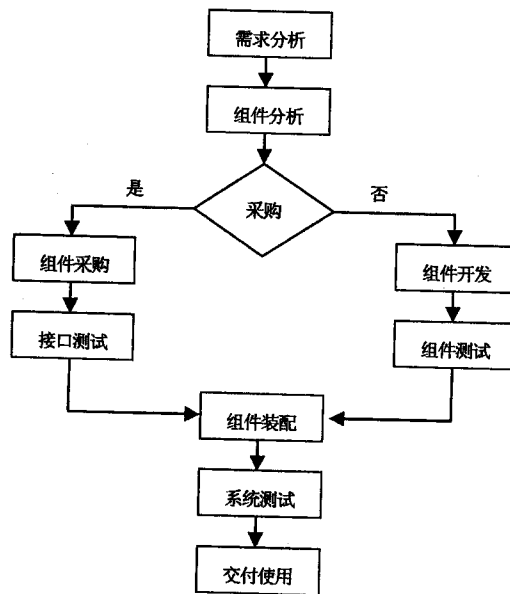 需求分析
组件分析
采购
是
否
组件采购
组件开发
接口测试
组件测试
组件装配
系统测试
交付使用